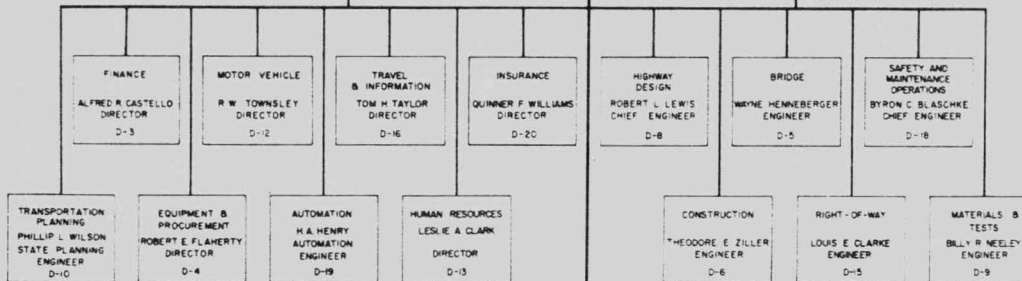 FINANCE
ALFRED R. CASTELLO
DIRECTOR
D-3
MOTOR VEHICLE
R.W. TOWNSLEY
DIRECTOR
D-12
TRAVEL
& INFORMATION
TOM H. TAYLOR
DIRECTOR
D-16
INSURANCE
QUINNER F. WILLIAMS
DIRECTOR
D-20
HIGHWAY
DESIGN
ROBERT L. LEWIS
CHIEF ENGINEER
D-8
BRIDGE
WAYNE HENNEBERGER
ENGINEER
D-5
SAFETY AND
MAINTENANCE
OPERATIONS
BYRON C. BLASCHKE
CHIEF ENGINEER
D-18
TRANSPORTATION
PLANNING
PHILLIP L. WILSON
STATE PLANNING
ENGINEER
D-10
EQUIPMENT &
PROCUREMENT
ROBERT E. FLAHERTY
DIRECTOR
D-4
AUTOMATION
H.A. HENRY
AUTOMATION
ENGINEER
D-19
HUMAN RESOURCES
LESLIE A. CLARK
DIRECTOR
D-13
CONSTRUCTION
THEODORE E. ZILLER
ENGINEER
D-6
RIGHT-OF-WAY
LOUIS E. CLARKE
ENGINEER
D-15
MATERIALS &
TESTS
BILLY R. NEELEY
ENGINEER
D-9